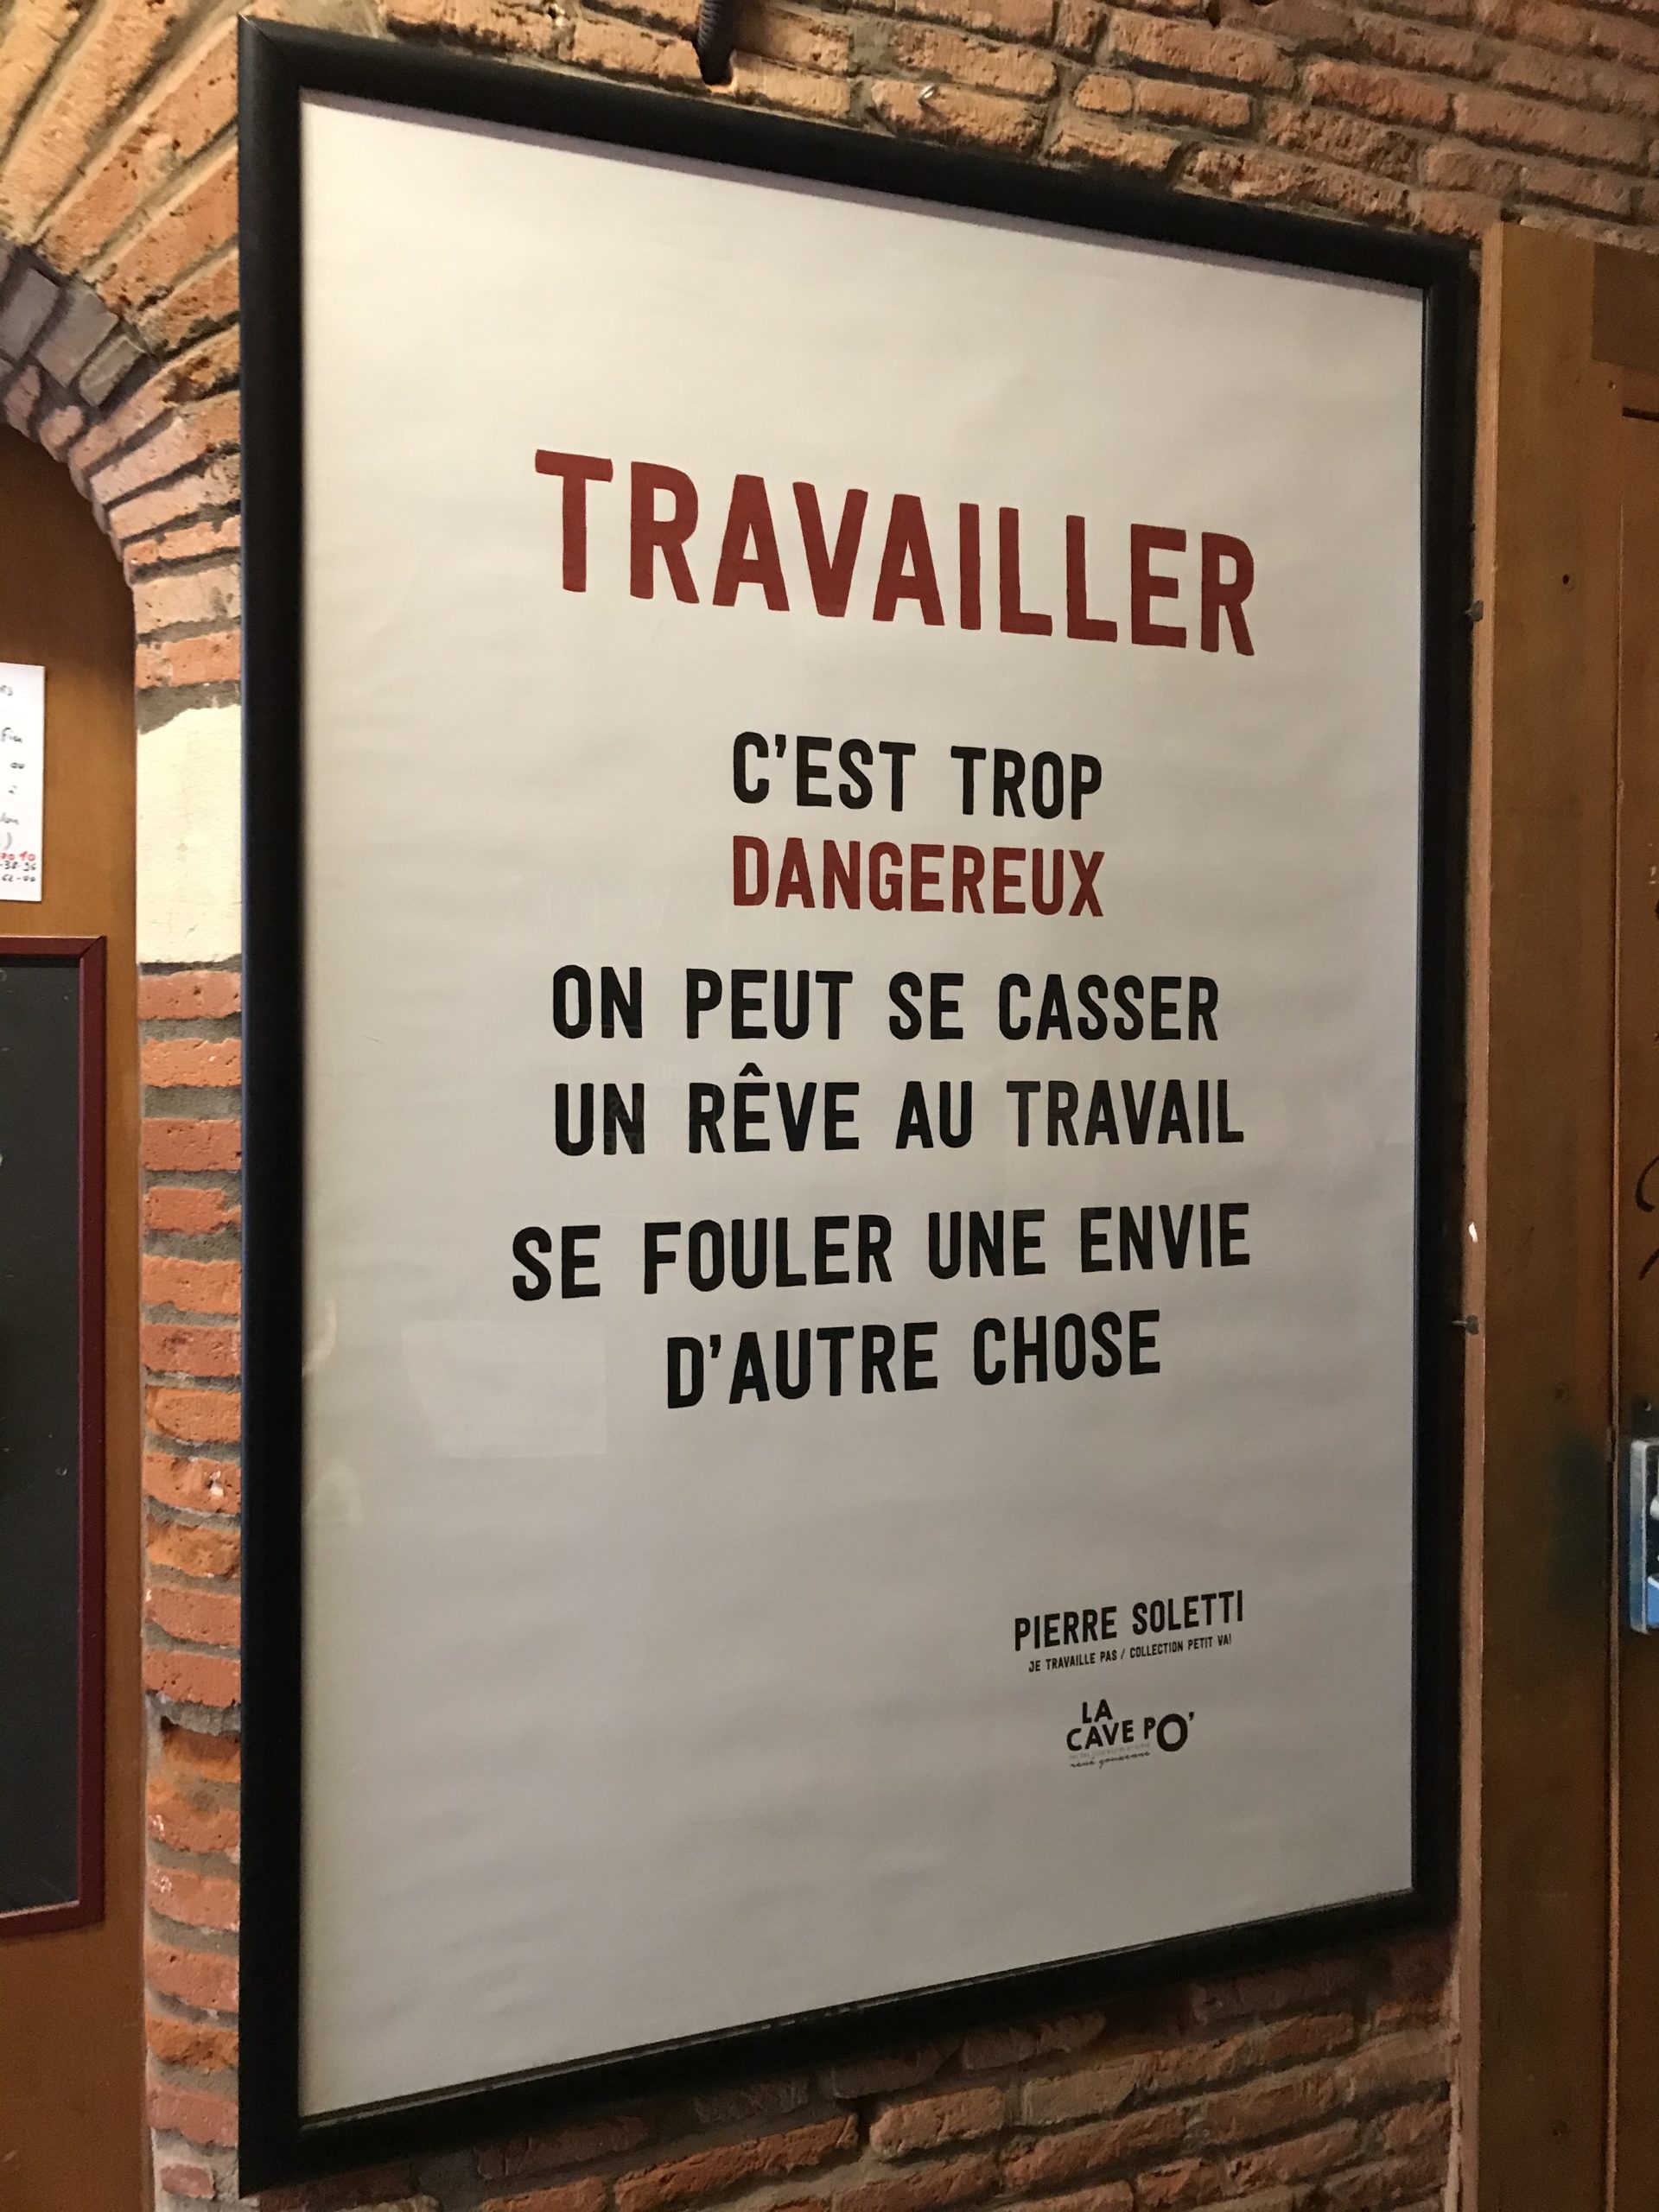 TRAVAILLER
C'EST TROP
DANGEREUX
ON PEUT SE CASSER
UN RÊVE AU TRAVAIL
SE FOULER UNE ENVIE
D'AUTRE CHOSE
PIERRE SOLETTI
JE TRAVAILLE PAS / COLLECTION PETIT VA!
LA
CAVE PO'